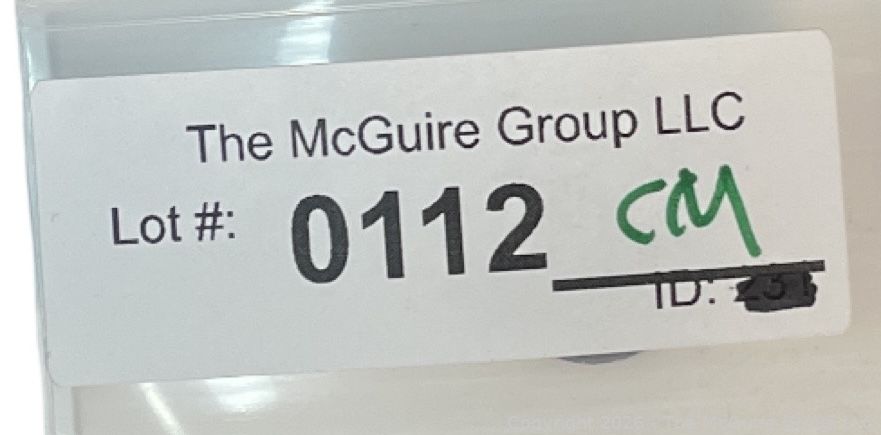 The McGuire Group LLC
Lot #: 0112 CM
ID: